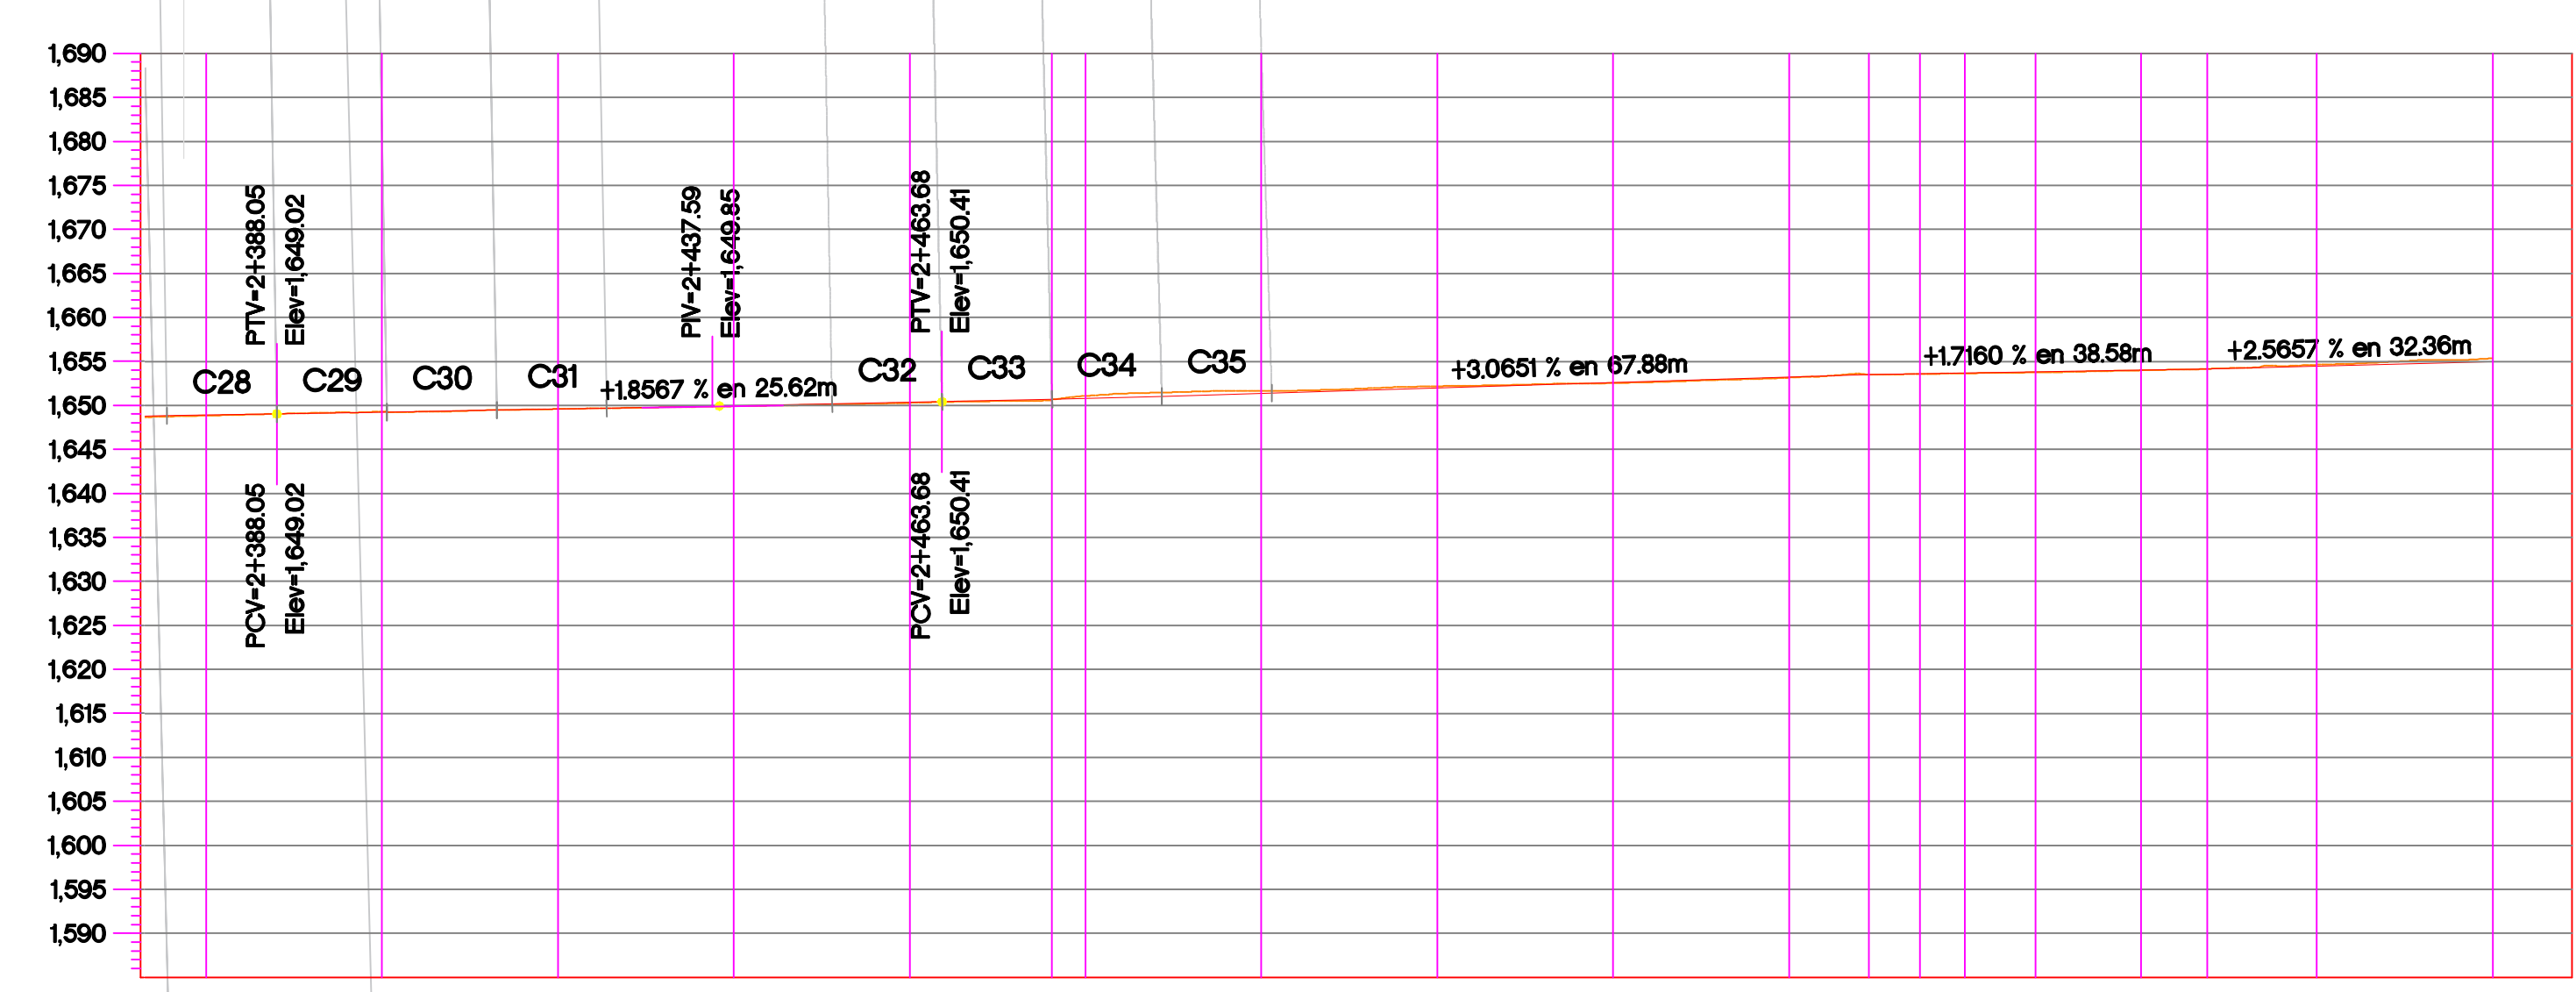 1,690
1,685
1,680
1,675
1,670
1,665
1,660
1,655
1,650
1,645
1,640
1,635
1,630
1,625
1,620
1,615
1,610
1,605
1,600
1,595
1,590
PTV=2+388.05
Elev=1,649.02
PIV=2+437.59
Elev=1,649.85
PTV=2+463.68
Elev=1,650.41
C28
C29
C30
C31
+1.8567 % en 25.62m
C32
C33
C34
C35
+3.0651 % en 67.88m
+1.7160 % en 38.58m
+2.5657 % en 32.36m
PCV=2+388.05
Elev=1,649.02
PCV=2+463.68
Elev=1,650.41